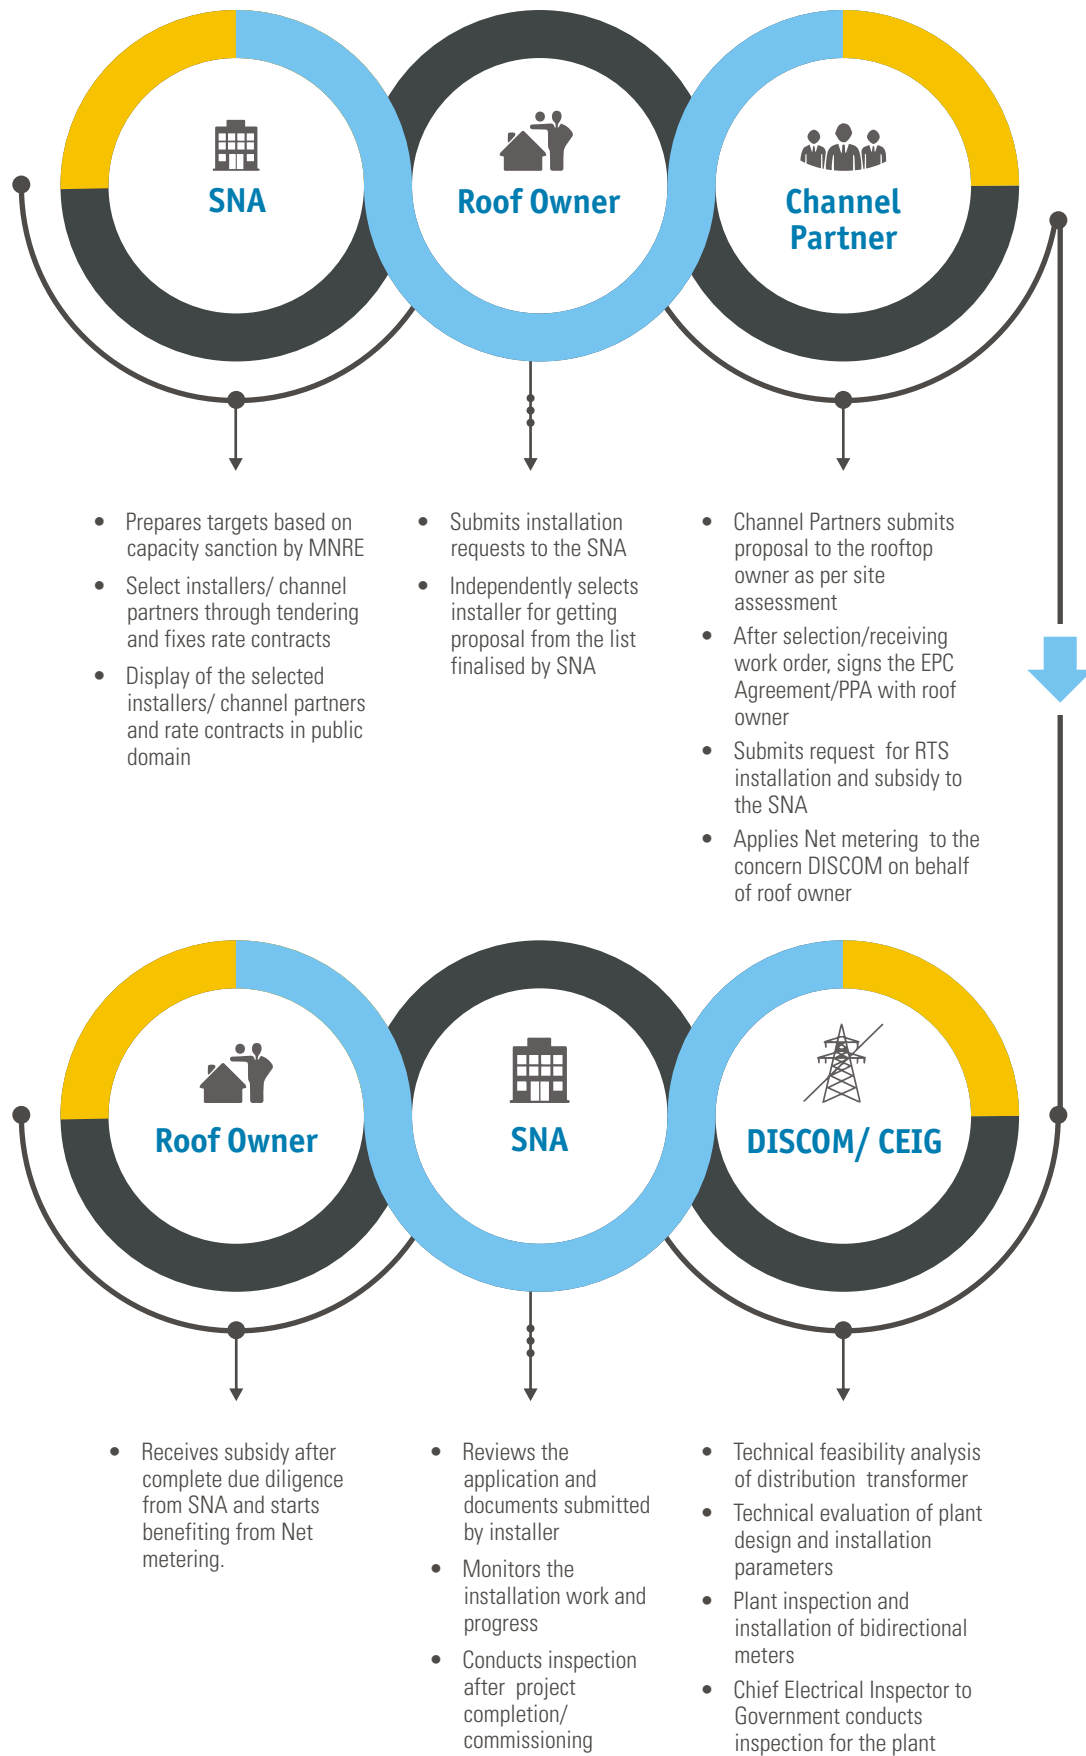 SNA
Roof Owner
Channel
Partner
• Prepares targets based on
capacity sanction by MNRE
• Select installers/ channel
partners through tendering
and fixes rate contracts
• Display of the selected
installers/ channel partners
and rate contracts in public
domain
• Submits installation
requests to the SNA
• Independently selects
installer for getting
proposal from the list
finalised by SNA
• Channel Partners submits
proposal to the rooftop
owner as per site
assessment
• After selection/receiving
work order, signs the EPC
Agreement/PPA with roof
owner
• Submits request for RTS
installation and subsidy to
the SNA
• Applies Net metering to the
concern DISCOM on behalf
of roof owner
Roof Owner
SNA
DISCOM/ CEIG
• Receives subsidy after
complete due diligence
from SNA and starts
benefiting from Net
metering.
• Reviews the
application and
documents submitted
by installer
• Monitors the
installation work and
progress
• Conducts inspection
after project
completion/
commissioning
• Technical feasibility analysis
of distribution transformer
• Technical evaluation of plant
design and installation
parameters
• Plant inspection and
installation of bidirectional
meters
• Chief Electrical Inspector to
Government conducts
inspection for the plant